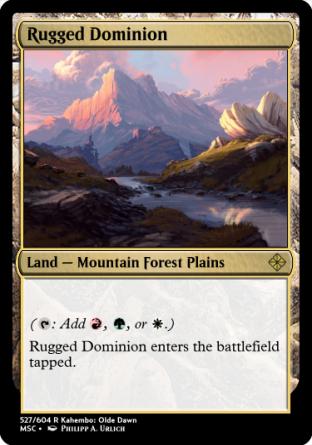 Rugged Dominion
Land — Mountain Forest Plains
(: Add , , or .)
Rugged Dominion enters the battlefield
tapped.
527/604 R Kahembo: Olde Dawn
MSC • Philipp A. Urlich